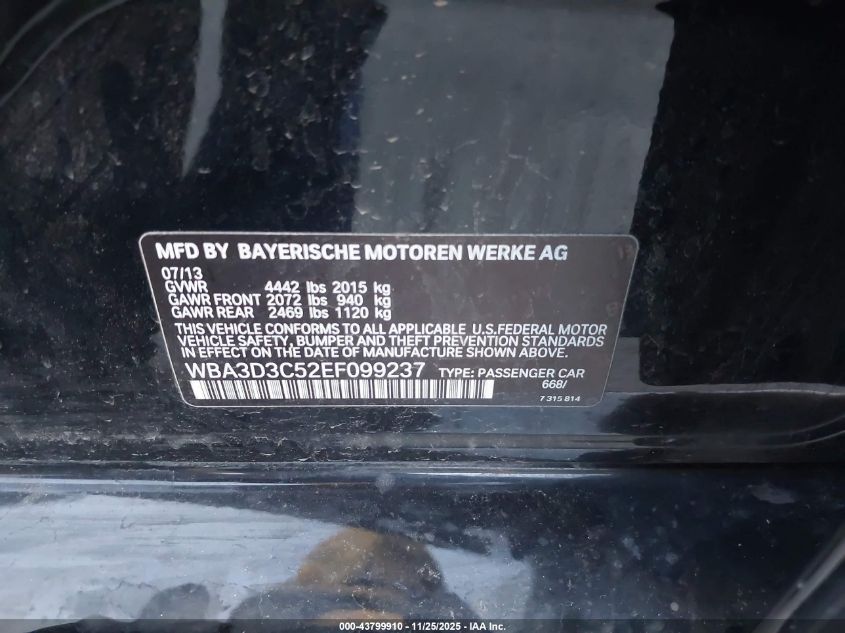 MFD BY BAYERISCHE MOTOREN WERKE AG
07/13
GVWR 4442 lbs 2015 kg
GAWR FRONT 2072 lbs 940 kg
GAWR REAR 2469 lbs 1120 kg
THIS VEHICLE CONFORMS TO ALL APPLICABLE U.S.FEDERAL MOTOR
VEHICLE SAFETY, BUMPER AND THEFT PREVENTION STANDARDS
IN EFFECT ON THE DATE OF MANUFACTURE SHOWN ABOVE.
WBA3D3C52EF099237 TYPE: PASSENGER CAR
668/
7 315 814
000-43799910 - 11/25/2025 - IAA Inc.